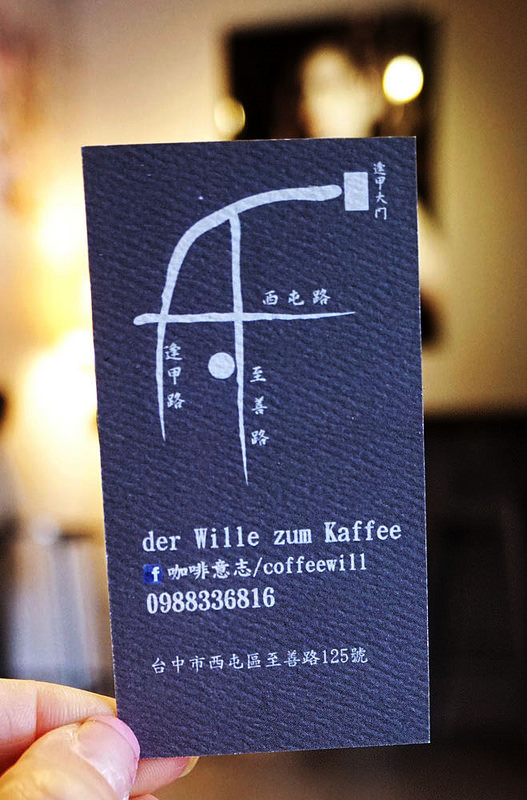 逢甲大門
西屯路
逢甲路
至善路
der Wille zum Kaffee
f 咖啡意志/coffeewill
0988336816
台中市西屯區至善路125號